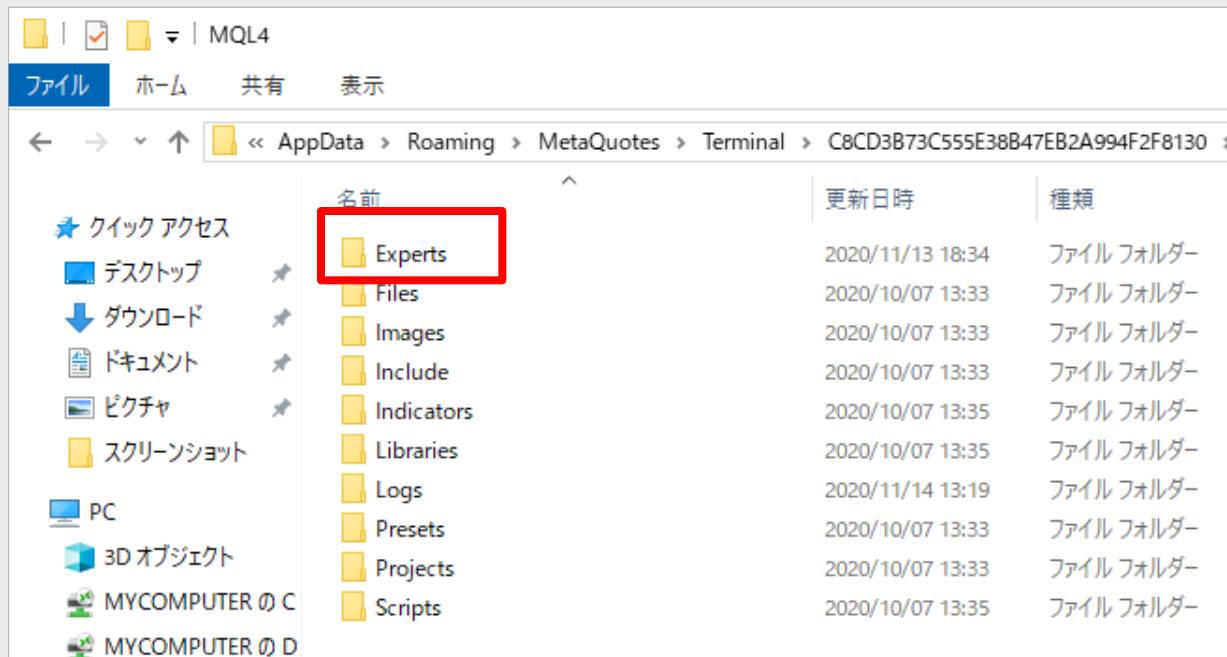 MQL4
ファイル ホーム 共有 表示
« AppData › Roaming › MetaQuotes › Terminal › C8CD3B73C555E38B47EB2A994F2F8130 ›
名前 更新日時 種類
クイック アクセス
デスクトップ
ダウンロード
ドキュメント
ピクチャ
スクリーンショット
PC
3D オブジェクト
MYCOMPUTER の C
MYCOMPUTER の D
Experts 2020/11/13 18:34 ファイル フォルダー
Files 2020/10/07 13:33 ファイル フォルダー
Images 2020/10/07 13:33 ファイル フォルダー
Include 2020/10/07 13:33 ファイル フォルダー
Indicators 2020/10/07 13:35 ファイル フォルダー
Libraries 2020/10/07 13:35 ファイル フォルダー
Logs 2020/11/14 13:19 ファイル フォルダー
Presets 2020/10/07 13:33 ファイル フォルダー
Projects 2020/10/07 13:33 ファイル フォルダー
Scripts 2020/10/07 13:35 ファイル フォルダー